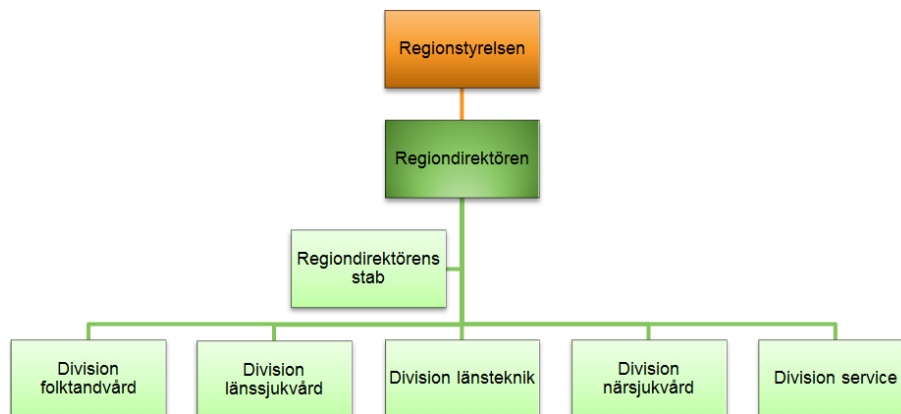 Regionstyrelsen
Regiondirektören
Regiondirektörens
stab
Division
folktandvård
Division
länssjukvård
Division länsteknik
Division
närsjukvård
Division service